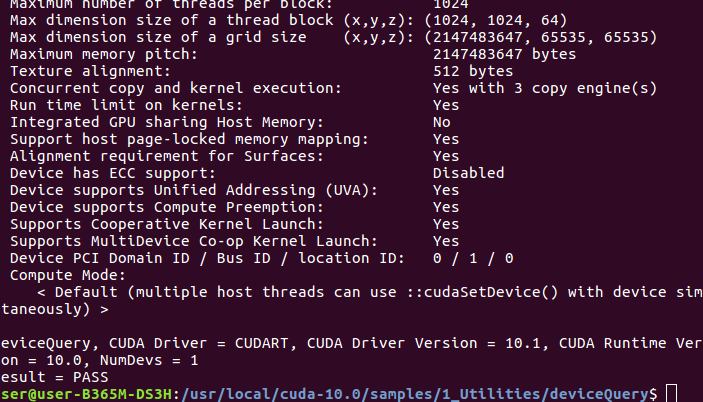 Maximum number of threads per block: 1024
Max dimension size of a thread block (x,y,z): (1024, 1024, 64)
Max dimension size of a grid size (x,y,z): (2147483647, 65535, 65535)
Maximum memory pitch: 2147483647 bytes
Texture alignment: 512 bytes
Concurrent copy and kernel execution: Yes with 3 copy engine(s)
Run time limit on kernels: Yes
Integrated GPU sharing Host Memory: No
Support host page-locked memory mapping: Yes
Alignment requirement for Surfaces: Yes
Device has ECC support: Disabled
Device supports Unified Addressing (UVA): Yes
Device supports Compute Preemption: Yes
Supports Cooperative Kernel Launch: Yes
Supports MultiDevice Co-op Kernel Launch: Yes
Device PCI Domain ID / Bus ID / location ID: 0 / 1 / 0
Compute Mode:
< Default (multiple host threads can use ::cudaSetDevice() with device sim
taneously) >
eviceQuery, CUDA Driver = CUDART, CUDA Driver Version = 10.1, CUDA Runtime Ver
on = 10.0, NumDevs = 1
esult = PASS
ser@user-B365M-DS3H:/usr/local/cuda-10.0/samples/1_Utilities/deviceQuery$